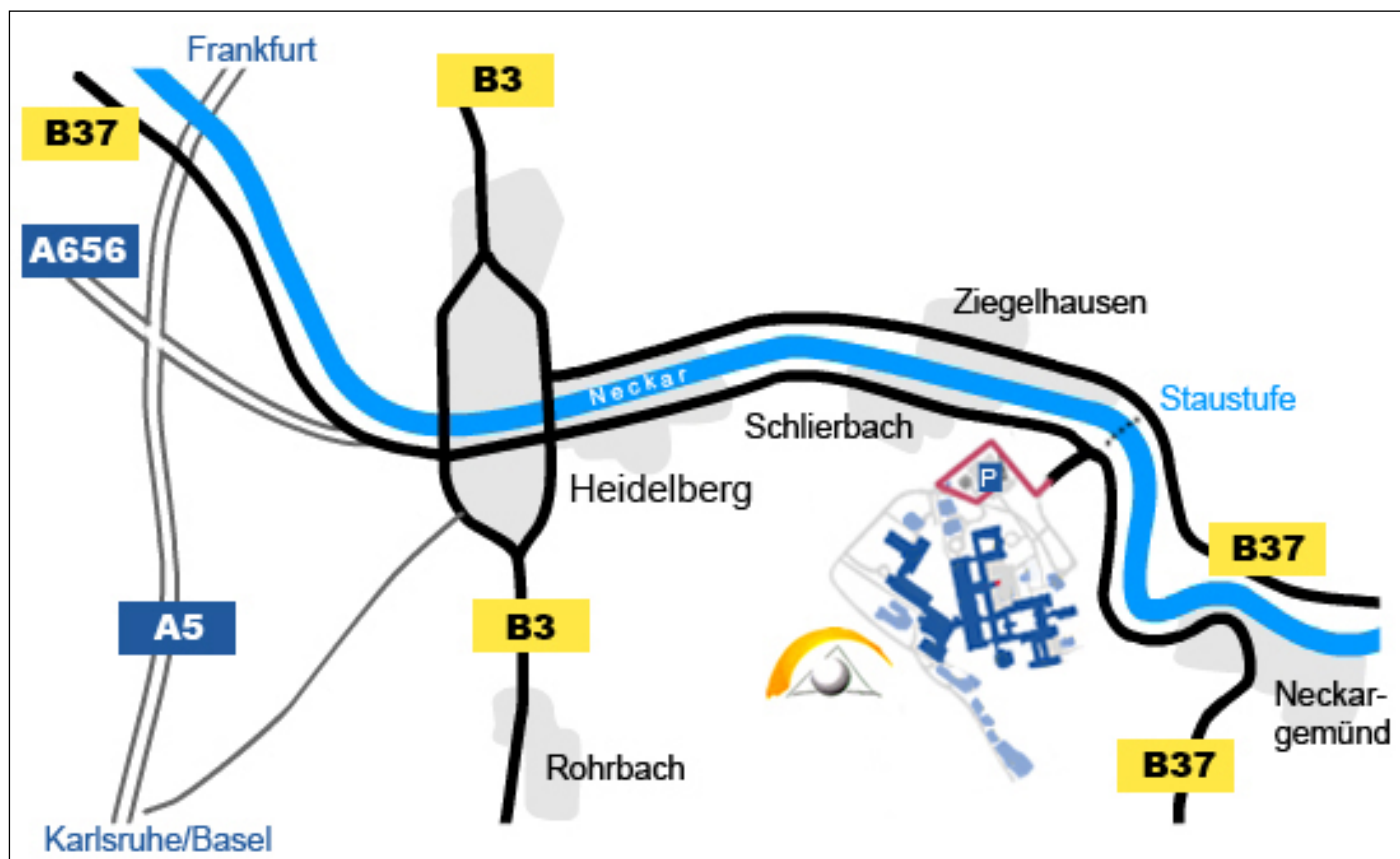 Frankfurt
B3
B37
A656
Ziegelhausen
Neckar
Staustufe
Schlierbach
P
Heidelberg
B37
A5
B3
Neckar-
gemünd
B37
Rohrbach
Karlsruhe/Basel